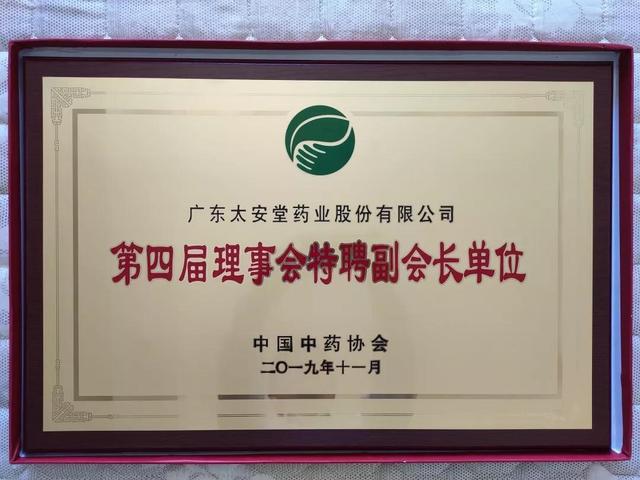 广东太安堂药业股份有限公司
第四届理事会特聘副会长单位
中国中药协会
二〇一九年十一月